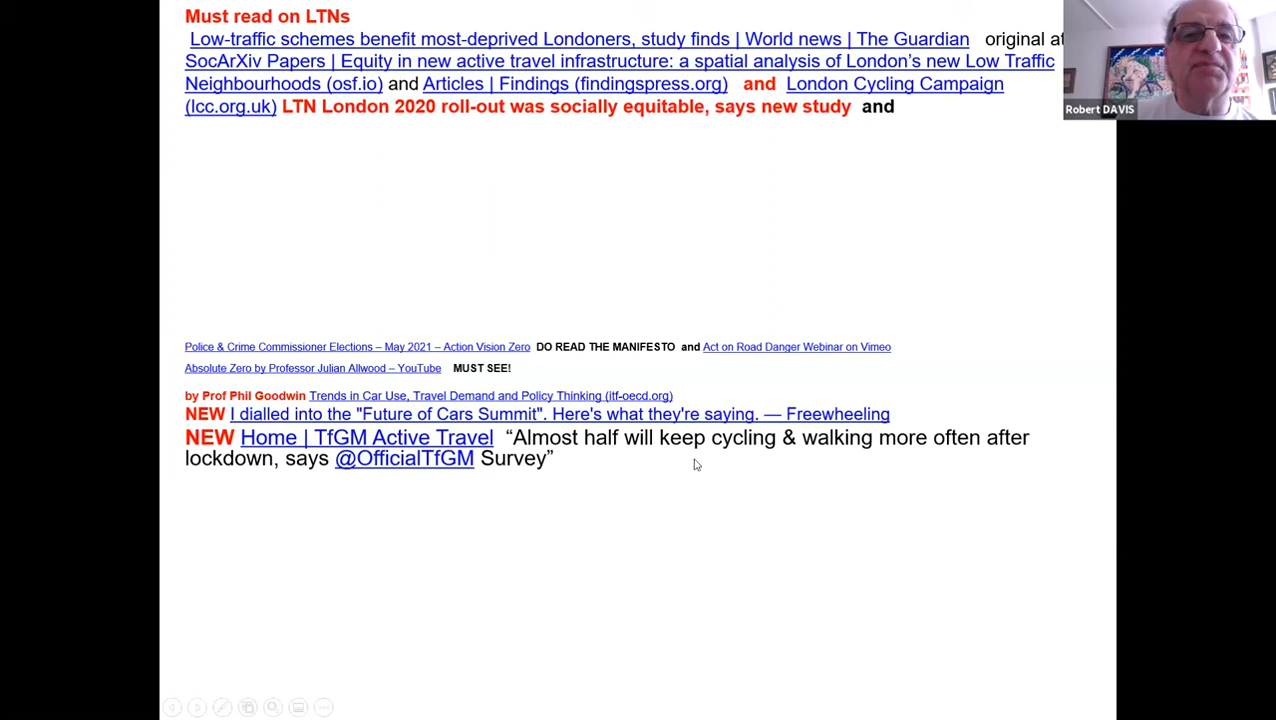 Must read on LTNs
Low-traffic schemes benefit most-deprived Londoners, study finds | World news | The Guardian original at
SocArXiv Papers | Equity in new active travel infrastructure: a spatial analysis of London's new Low Traffic
Neighbourhoods (osf.io) and Articles | Findings (findingspress.org) and London Cycling Campaign
(lcc.org.uk) LTN London 2020 roll-out was socially equitable, says new study and
Robert DAVIS
Police & Crime Commissioner Elections – May 2021 – Action Vision Zero DO READ THE MANIFESTO and Act on Road Danger Webinar on Vimeo
Absolute Zero by Professor Julian Allwood – YouTube MUST SEE!
by Prof Phil Goodwin Trends in Car Use, Travel Demand and Policy Thinking (itf-oecd.org)
NEW I dialled into the "Future of Cars Summit". Here's what they're saying. — Freewheeling
NEW Home | TfGM Active Travel “Almost half will keep cycling & walking more often after
lockdown, says @OfficialTfGM Survey”